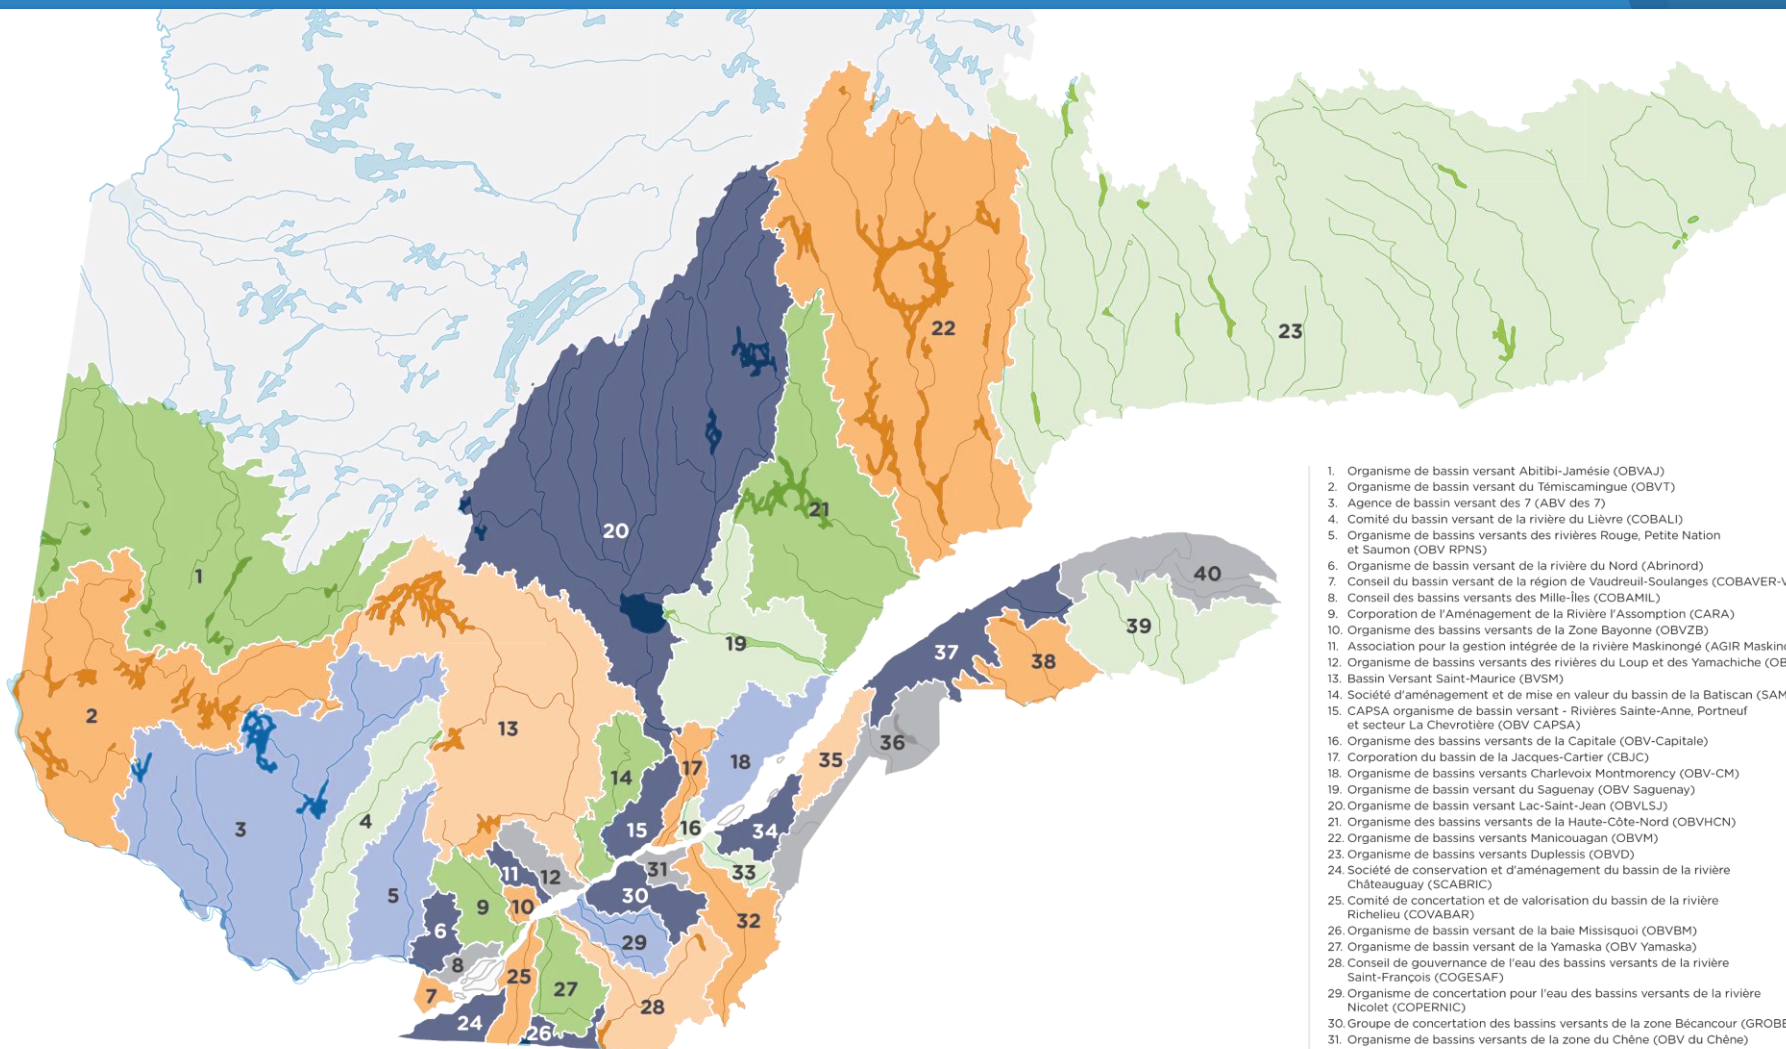 22
23
21
20
1
40
19
39
37
38
2
13
36
18
35
17
14
3
4
15
16
34
31
33
11
12
5
30
9
10
32
6
29
8
25
27
7
28
24
26
1. Organisme de bassin versant Abitibi-Jamésie (OBVAJ)
2. Organisme de bassin versant du Témiscamingue (OBVT)
3. Agence de bassin versant des 7 (ABV des 7)
4. Comité du bassin versant de la rivière du Lièvre (COBALI)
5. Organisme de bassins versants des rivières Rouge, Petite Nation
et Saumon (OBV RPNS)
6. Organisme de bassin versant de la rivière du Nord (Abrinord)
7. Conseil du bassin versant de la région de Vaudreuil-Soulanges (COBAVER-V
8. Conseil des bassins versants des Mille-Îles (COBAMIL)
9. Corporation de l'Aménagement de la Rivière l'Assomption (CARA)
10. Organisme des bassins versants de la Zone Bayonne (OBVZB)
11. Association pour la gestion intégrée de la rivière Maskinongé (AGIR Maskino
12. Organisme de bassins versants des rivières du Loup et des Yamachiche (OB
13. Bassin Versant Saint-Maurice (BVSM)
14. Société d'aménagement et de mise en valeur du bassin de la Batiscan (SAM
15. CAPSA organisme de bassin versant - Rivières Sainte-Anne, Portneuf
et secteur La Chevrotière (OBV CAPSA)
16. Organisme des bassins versants de la Capitale (OBV-Capitale)
17. Corporation du bassin de la Jacques-Cartier (CBJC)
18. Organisme de bassins versants Charlevoix Montmorency (OBV-CM)
19. Organisme de bassin versant du Saguenay (OBV Saguenay)
20. Organisme de bassin versant Lac-Saint-Jean (OBVLSJ)
21. Organisme des bassins versants de la Haute-Côte-Nord (OBVHCN)
22. Organisme de bassins versants Manicouagan (OBVM)
23. Organisme de bassins versants Duplessis (OBVD)
24. Société de conservation et d'aménagement du bassin de la rivière
Châteauguay (SCABRIC)
25. Comité de concertation et de valorisation du bassin de la rivière
Richelieu (COVABAR)
26. Organisme de bassin versant de la baie Missisquoi (OBVBM)
27. Organisme de bassin versant de la Yamaska (OBV Yamaska)
28. Conseil de gouvernance de l'eau des bassins versants de la rivière
Saint-François (COGESAF)
29. Organisme de concertation pour l'eau des bassins versants de la rivière
Nicolet (COPERNIC)
30. Groupe de concertation des bassins versants de la zone Bécancour (GROBE
31. Organisme de bassins versants de la zone du Chêne (OBV du Chêne)